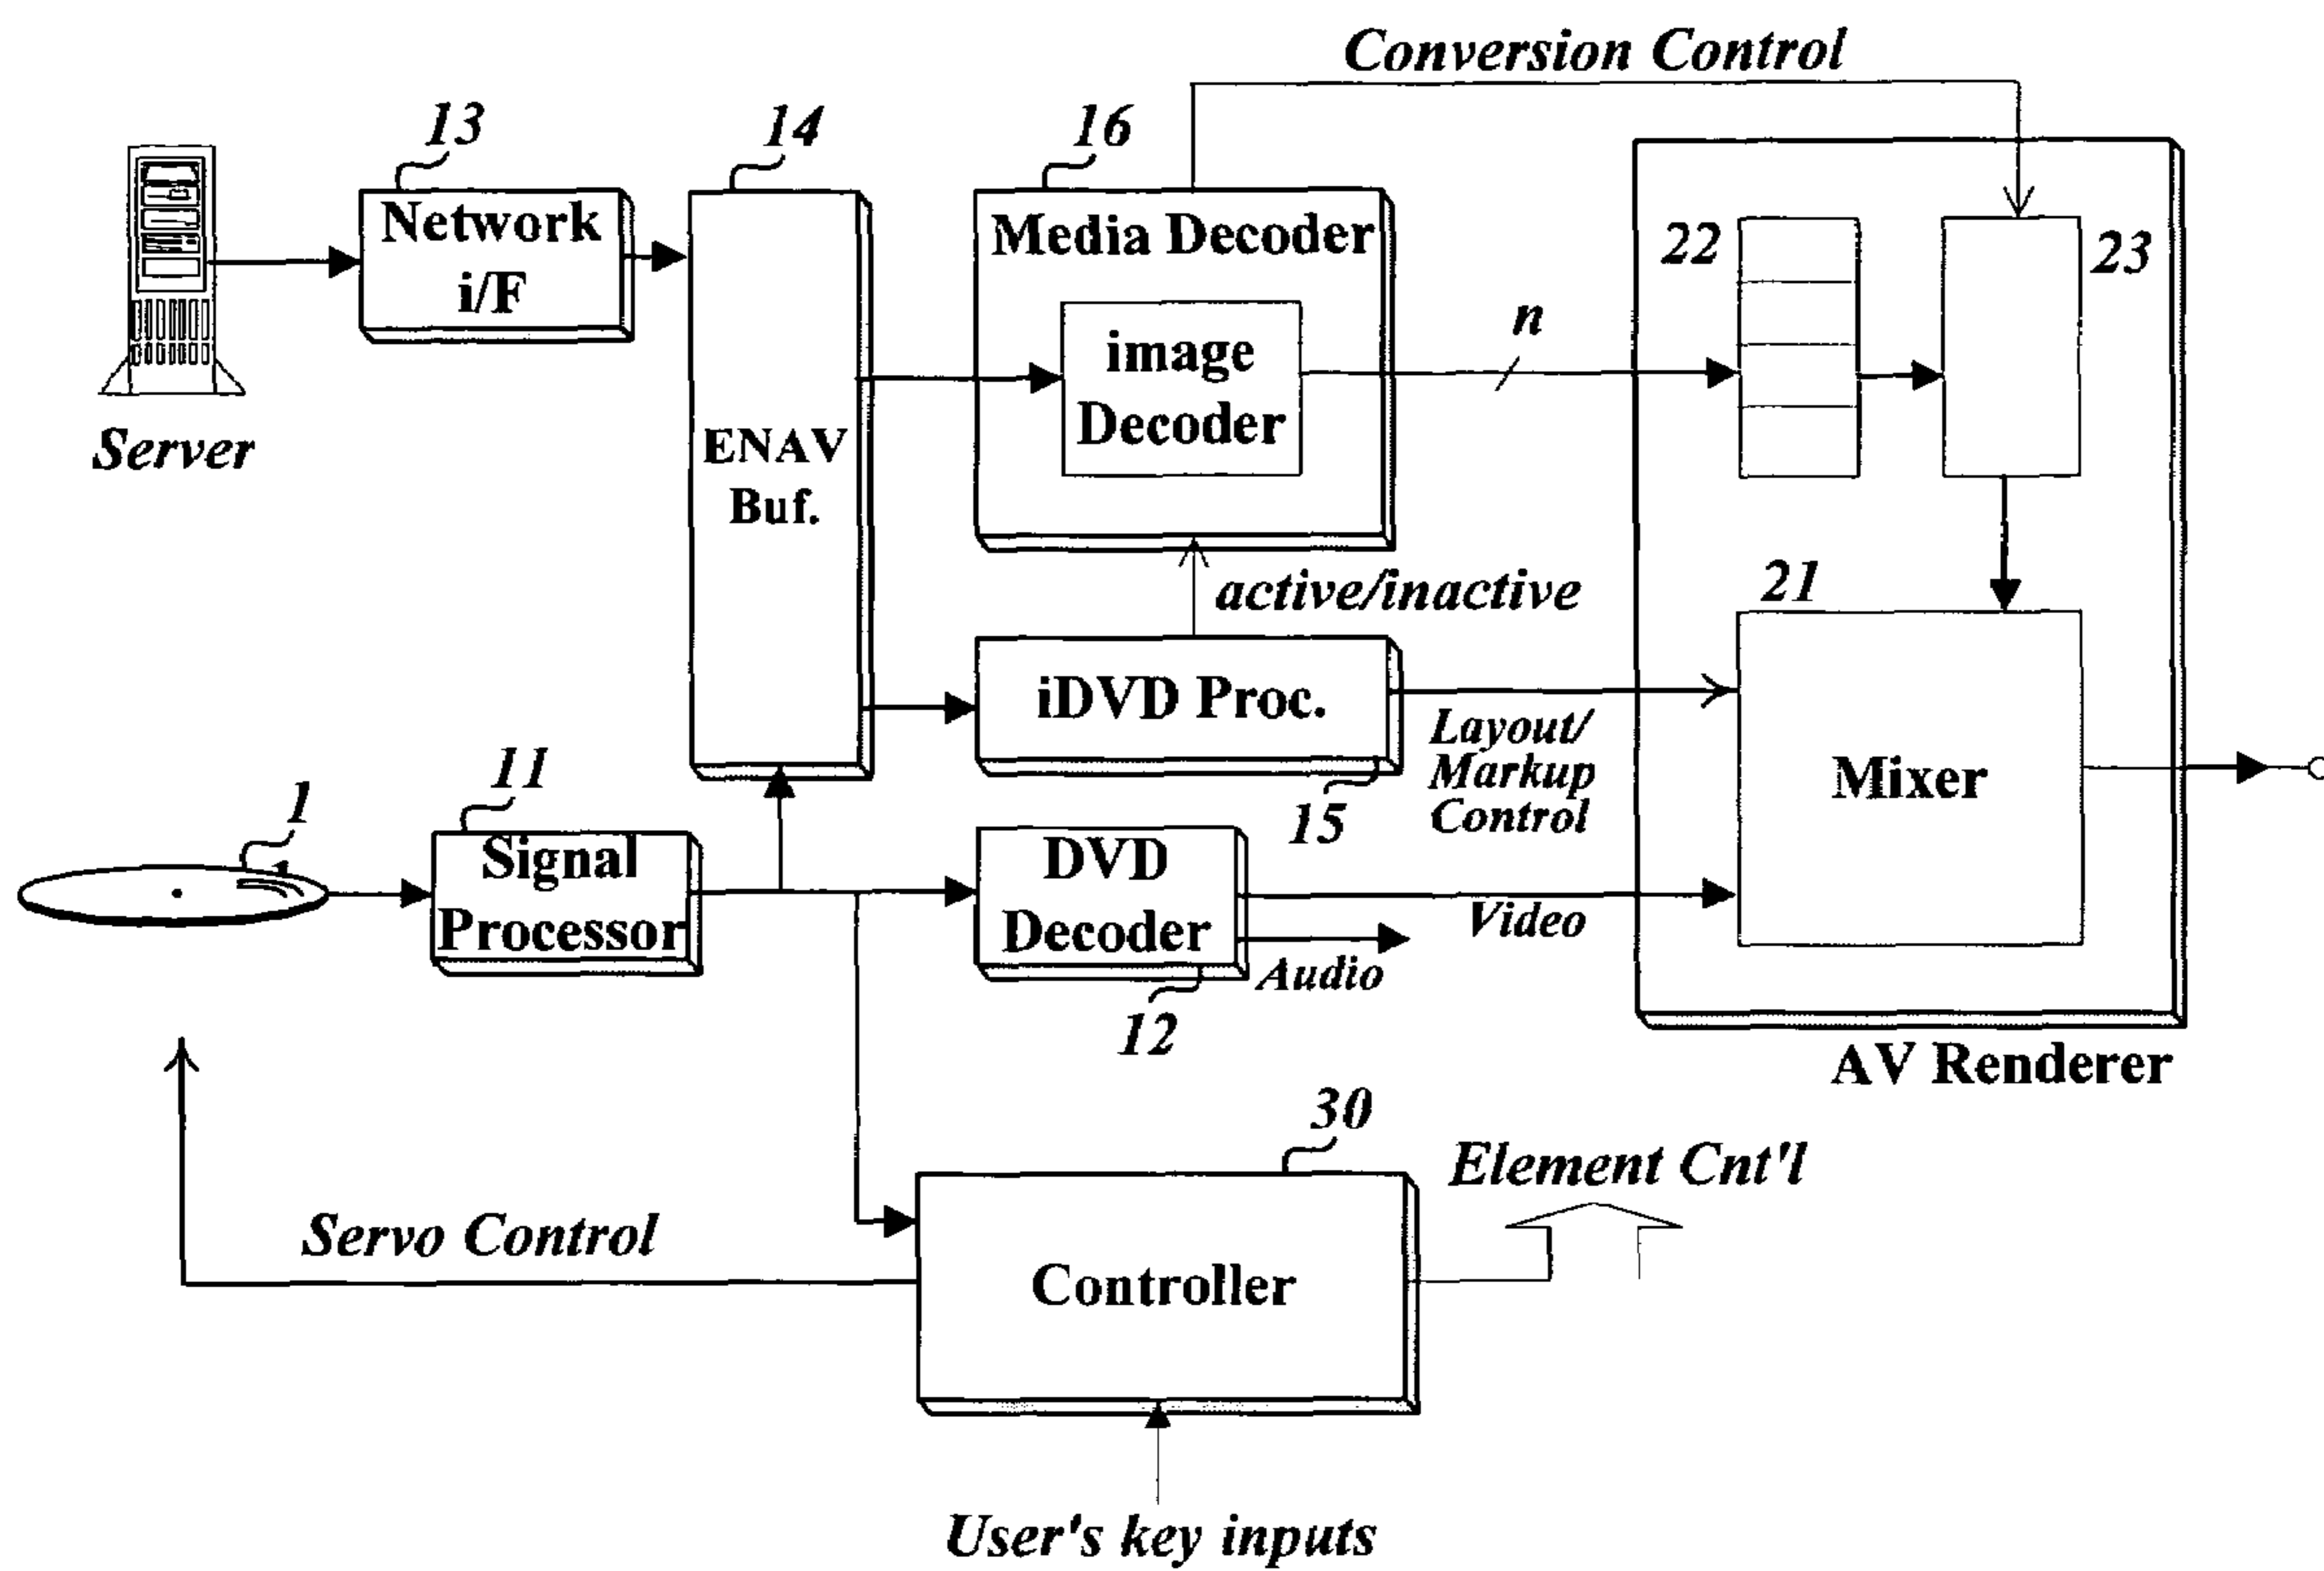 Conversion Control
13
14
16
Network
i/F
Media Decoder
22
23
image
Decoder
n
Server
ENAV
Buf.
active/inactive
21
iDVD Proc.
Layout/
Markup
Control
15
Mixer
11
1
Signal
Processor
DVD
Decoder
Video
Audio
12
AV Renderer
30
Element Cnt'l
Servo Control
Controller
User's key inputs